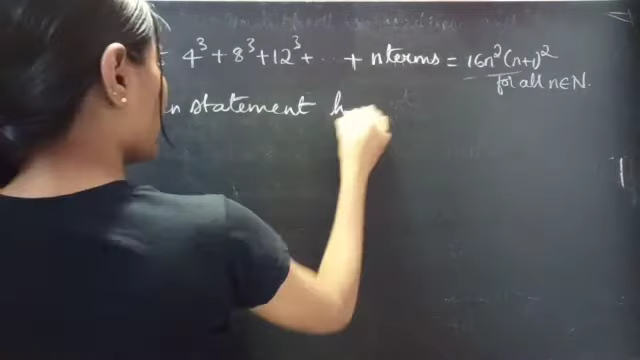 4³ + 8³ + 12³ + ... + n terms = 16n²(n+1)²
for all n∈N.
n statement